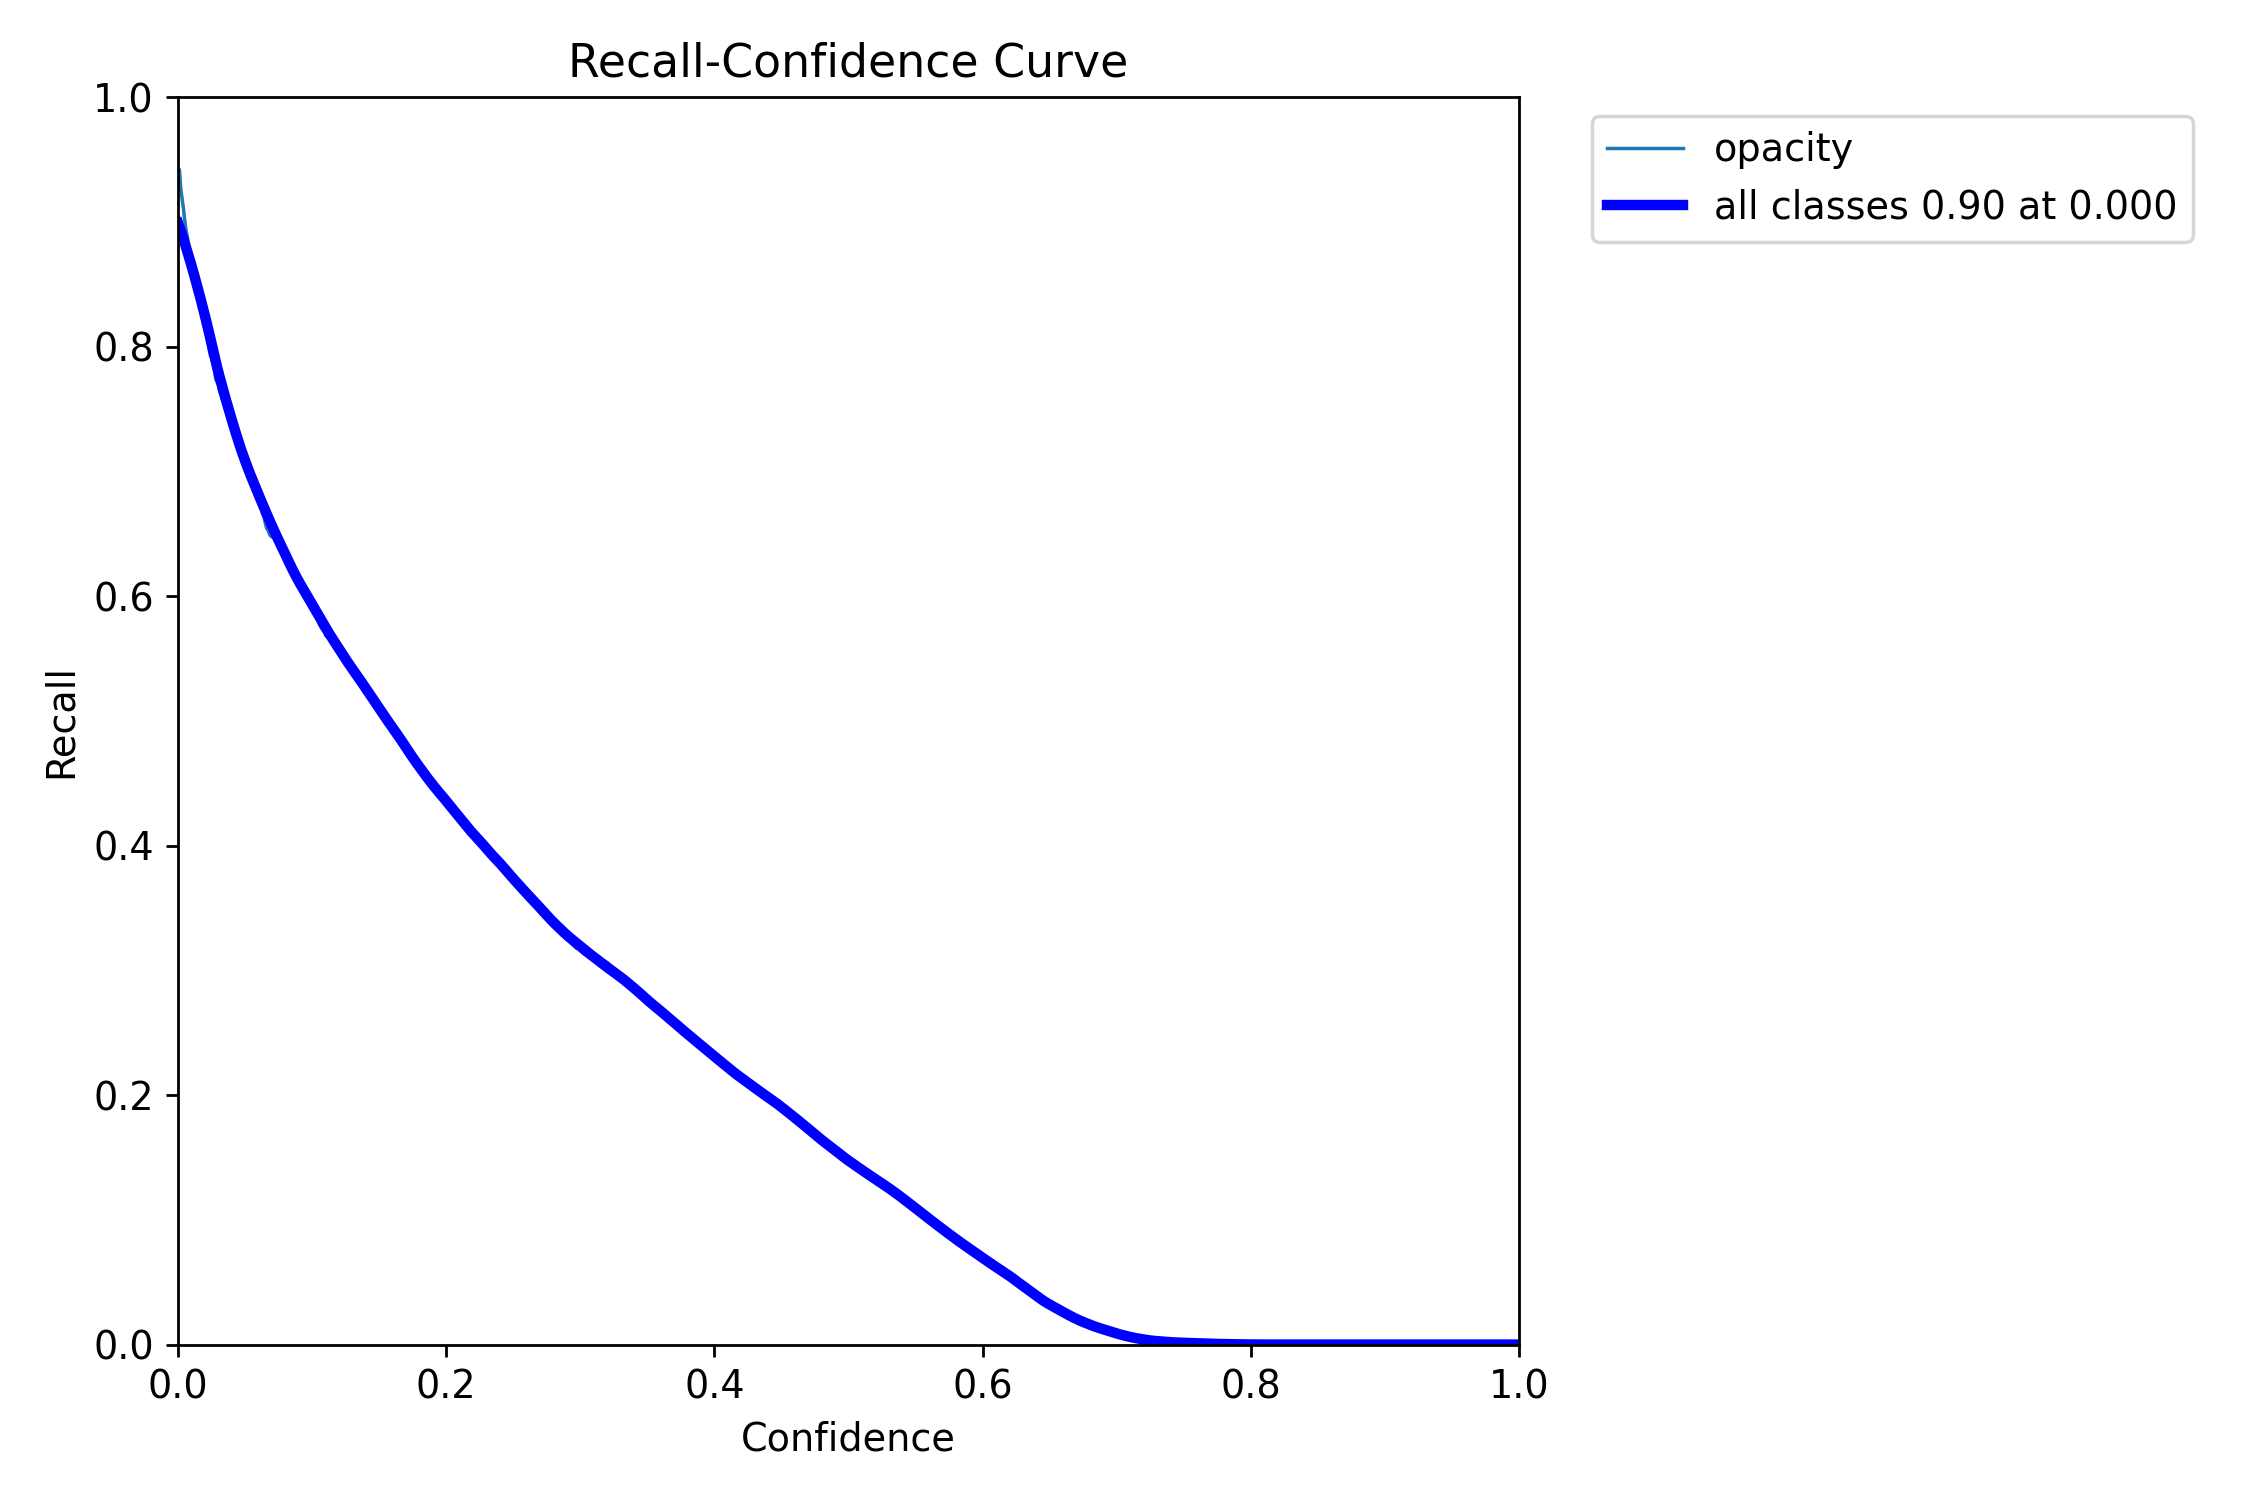 Recall-Confidence Curve
opacity
all classes 0.90 at 0.000
1.0
0.8
0.6
0.4
0.2
0.0
Recall
0.0 0.2 0.4 0.6 0.8 1.0
Confidence